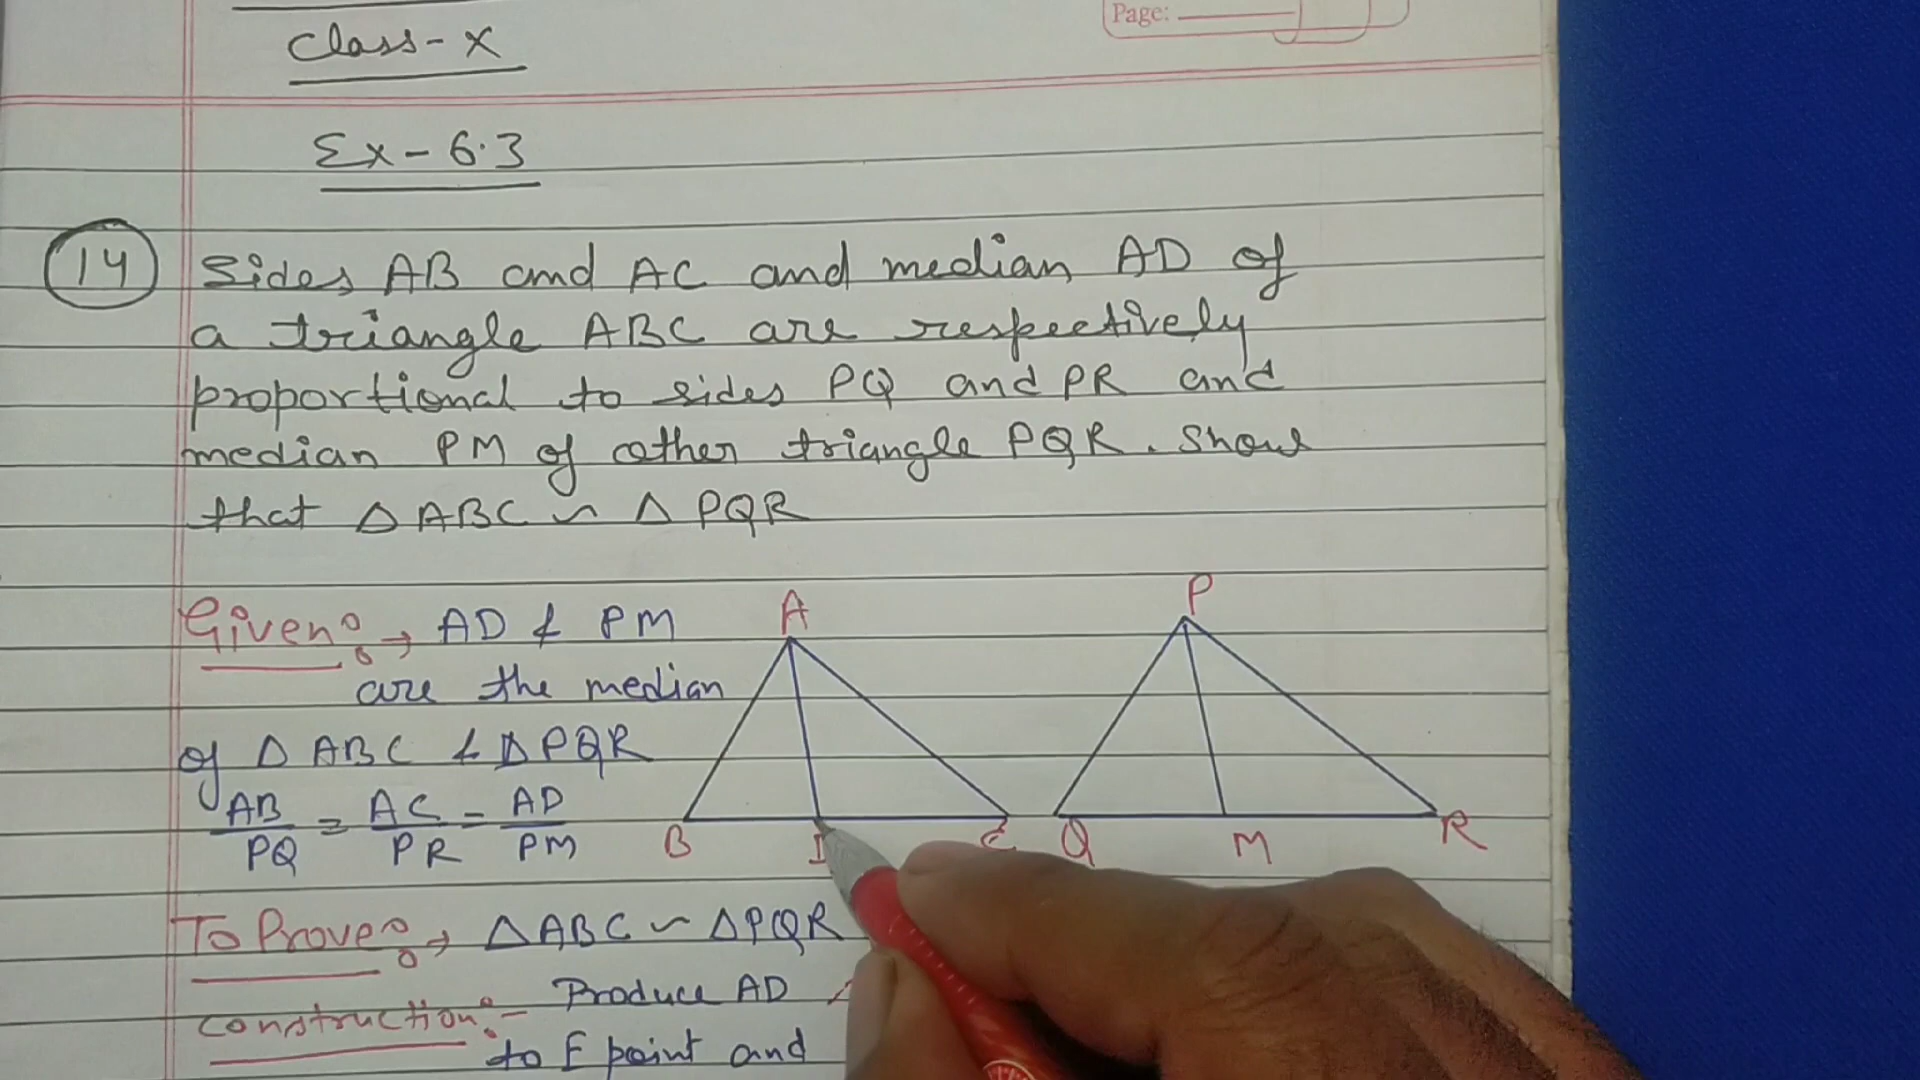 Page:
Class-X
Ex-6.3
14 Sides AB and AC and median AD of
a triangle ABC are respectively
proportional to sides PQ and PR and
median PM of other triangle PQR. Show
that △ABC ∼ △PQR
Given:→ AD & PM
are the median
of △ABC & △PQR
AB/PQ = AC/PR = AD/PM
A
B
C
P
Q M R
To Prove:→ △ABC ∼ △PQR
Construction:- Produce AD
to E point and